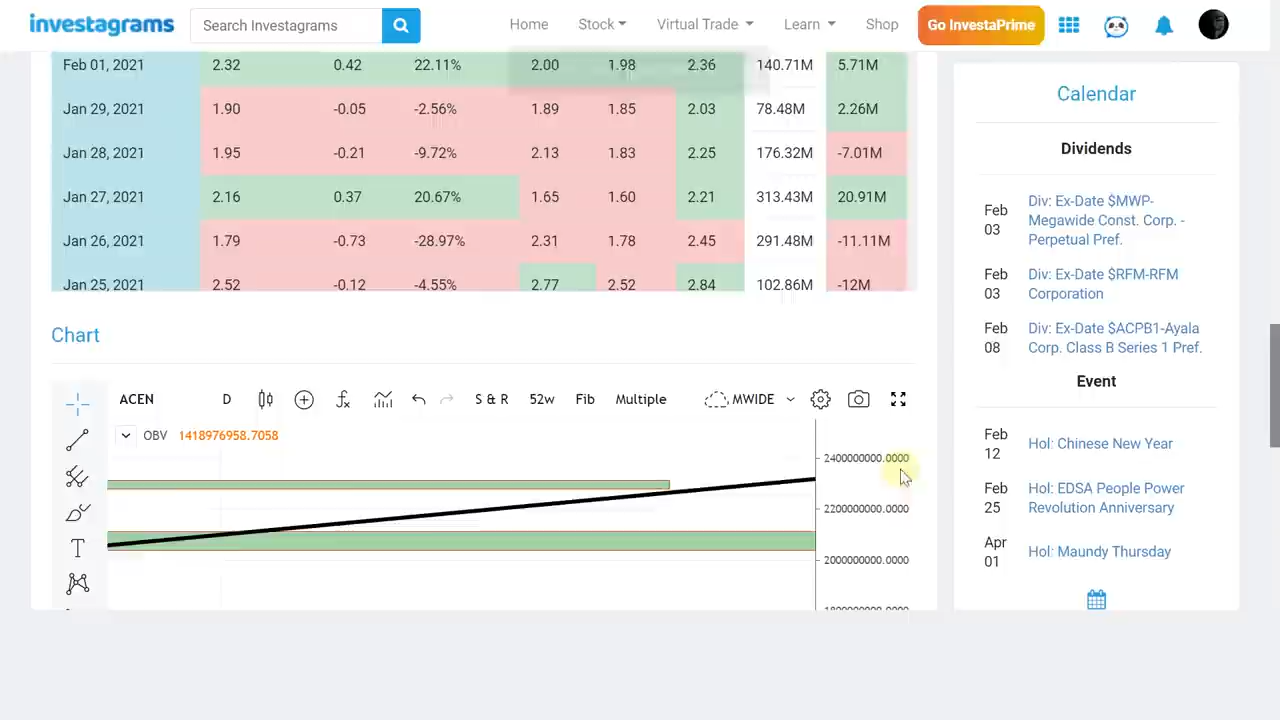 investagrams
Search Investagrams
Home
Stock
Virtual Trade
Learn
Shop
Go InvestaPrime
Feb 01, 2021 2.32 0.42 22.11% 2.00 1.98 2.36 140.71M 5.71M
Jan 29, 2021 1.90 -0.05 -2.56% 1.89 1.85 2.03 78.48M 2.26M
Jan 28, 2021 1.95 -0.21 -9.72% 2.13 1.83 2.25 176.32M -7.01M
Jan 27, 2021 2.16 0.37 20.67% 1.65 1.60 2.21 313.43M 20.91M
Jan 26, 2021 1.79 -0.73 -28.97% 2.31 1.78 2.45 291.48M -11.11M
Jan 25, 2021 2.52 -0.12 -4.55% 2.77 2.52 2.84 102.86M -12M
Chart
ACEN D S & R 52w Fib Multiple MWIDE
OBV 1418976958.7058
2400000000.0000
2200000000.0000
2000000000.0000
1800000000.0000
T
Calendar
Dividends
Feb 03
Div: Ex-Date $MWP-
Megawide Const. Corp. -
Perpetual Pref.
Feb 03
Div: Ex-Date $RFM-RFM
Corporation
Feb 08
Div: Ex-Date $ACPB1-Ayala
Corp. Class B Series 1 Pref.
Event
Feb 12
Hol: Chinese New Year
Feb 25
Hol: EDSA People Power
Revolution Anniversary
Apr 01
Hol: Maundy Thursday